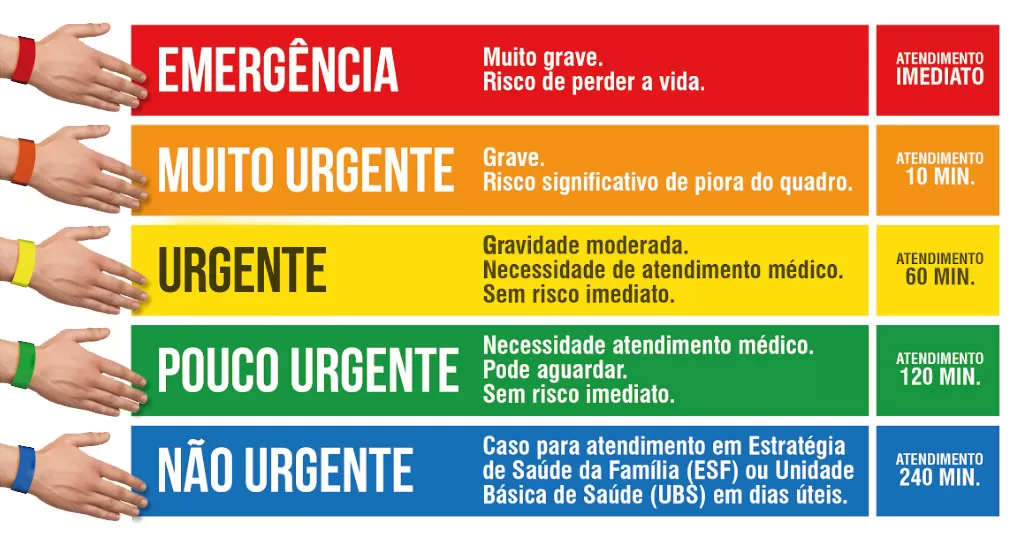 EMERGÊNCIA
Muito grave.
Risco de perder a vida.
ATENDIMENTO
IMEDIATO
MUITO URGENTE
Grave.
Risco significativo de piora do quadro.
ATENDIMENTO
10 MIN.
URGENTE
Gravidade moderada.
Necessidade de atendimento médico.
Sem risco imediato.
ATENDIMENTO
60 MIN.
POUCO URGENTE
Necessidade atendimento médico.
Pode aguardar.
Sem risco imediato.
ATENDIMENTO
120 MIN.
NÃO URGENTE
Caso para atendimento em Estratégia
de Saúde da Família (ESF) ou Unidade
Básica de Saúde (UBS) em dias úteis.
ATENDIMENTO
240 MIN.